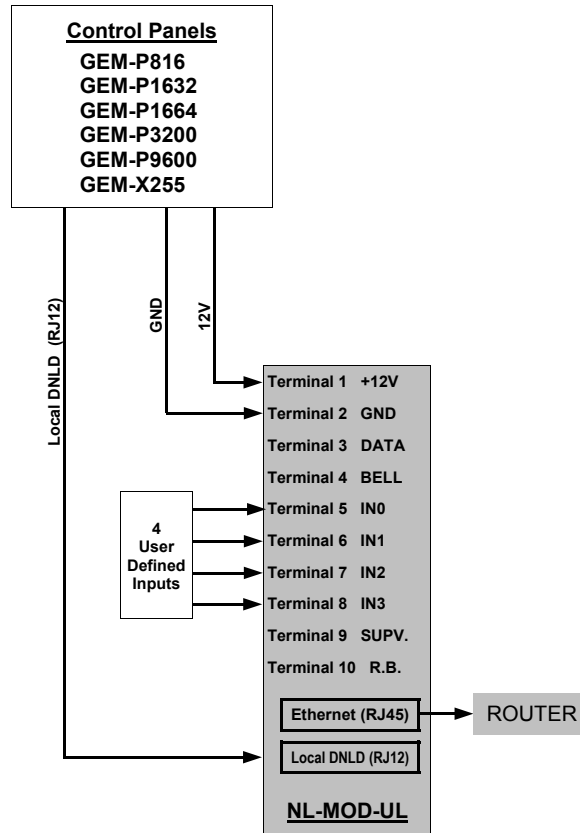 Control Panels
GEM-P816
GEM-P1632
GEM-P1664
GEM-P3200
GEM-P9600
GEM-X255
Local DNLD (RJ12)
GND
12V
Terminal 1 +12V
Terminal 2 GND
Terminal 3 DATA
Terminal 4 BELL
Terminal 5 IN0
Terminal 6 IN1
Terminal 7 IN2
Terminal 8 IN3
Terminal 9 SUPV.
Terminal 10 R.B.
4
User
Defined
Inputs
Ethernet (RJ45)
ROUTER
Local DNLD (RJ12)
NL-MOD-UL